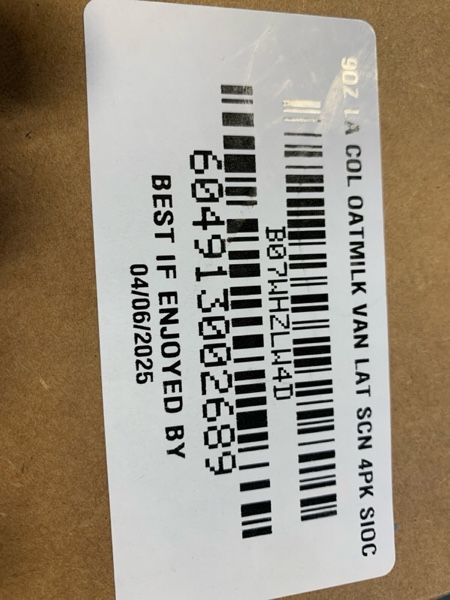 9OZ LA COL OATMILK VAN LAT SCN 4PK SIOC
B07WHZLW4D
604913002689
BEST IF ENJOYED BY
04/06/2025